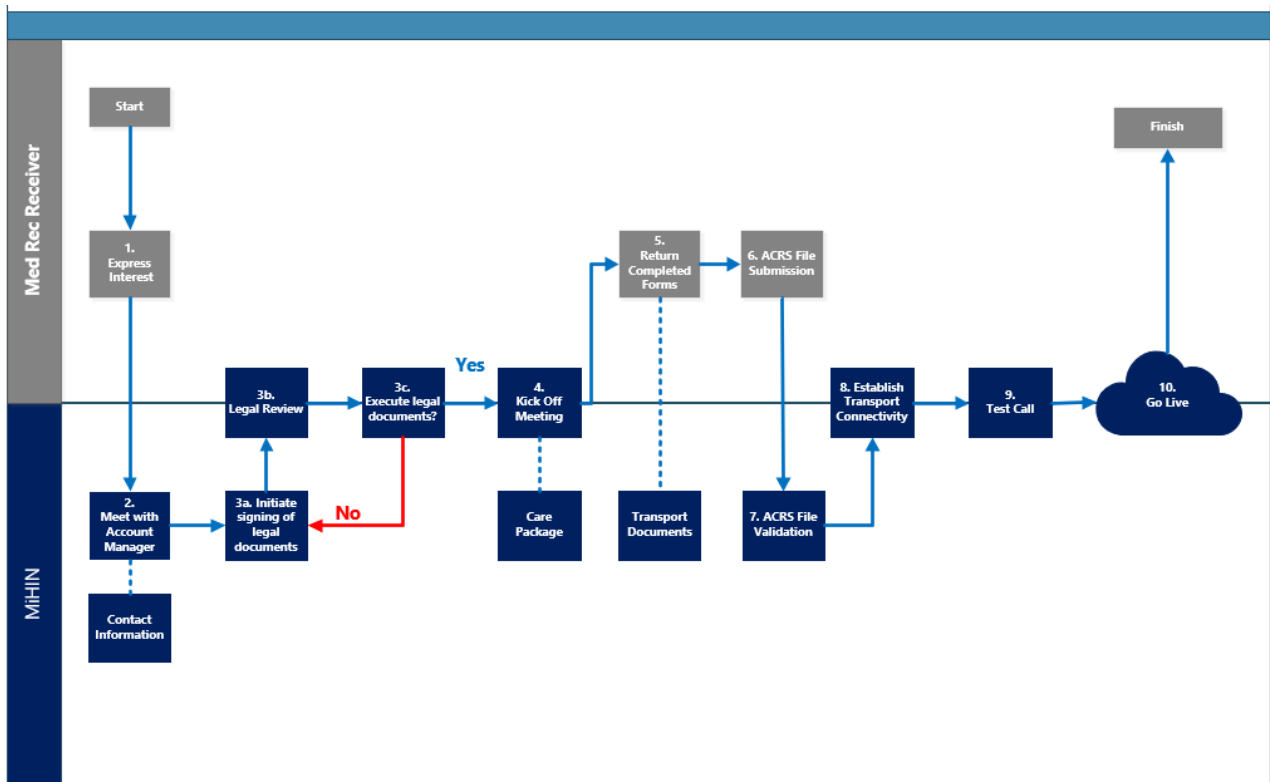 Med Rec Receiver
MiHIN
Start
1.
Express
Interest
2.
Meet with
Account
Manager
Contact
Information
3a. Initiate
signing of
legal
documents
3b.
Legal Review
3c.
Execute legal
documents?
No
Yes
4.
Kick Off
Meeting
Care
Package
5.
Return
Completed
Forms
Transport
Documents
6. ACRS File
Submission
7. ACRS File
Validation
8. Establish
Transport
Connectivity
9.
Test Call
10.
Go Live
Finish